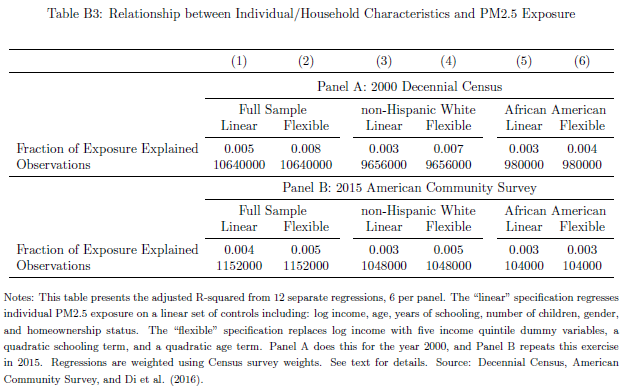 Table B3: Relationship between Individual/Household Characteristics and PM2.5 Exposure
(1) (2) (3) (4) (5) (6)
Panel A: 2000 Decennial Census
Full Sample non-Hispanic White African American
Linear Flexible Linear Flexible Linear Flexible
Fraction of Exposure Explained 0.005 0.008 0.003 0.007 0.003 0.004
Observations 10640000 10640000 9656000 9656000 980000 980000
Panel B: 2015 American Community Survey
Full Sample non-Hispanic White African American
Linear Flexible Linear Flexible Linear Flexible
Fraction of Exposure Explained 0.004 0.005 0.003 0.005 0.003 0.003
Observations 1152000 1152000 1048000 1048000 104000 104000
Notes: This table presents the adjusted R-squared from 12 separate regressions, 6 per panel. The “linear” specification regresses
individual PM2.5 exposure on a linear set of controls including: log income, age, years of schooling, number of children, gender,
and homeownership status. The “flexible” specification replaces log income with five income quintile dummy variables, a
quadratic schooling term, and a quadratic age term. Panel A does this for the year 2000, and Panel B repeats this exercise
in 2015. Regressions are weighted using Census survey weights. See text for details. Source: Decennial Census, American
Community Survey, and Di et al. (2016).